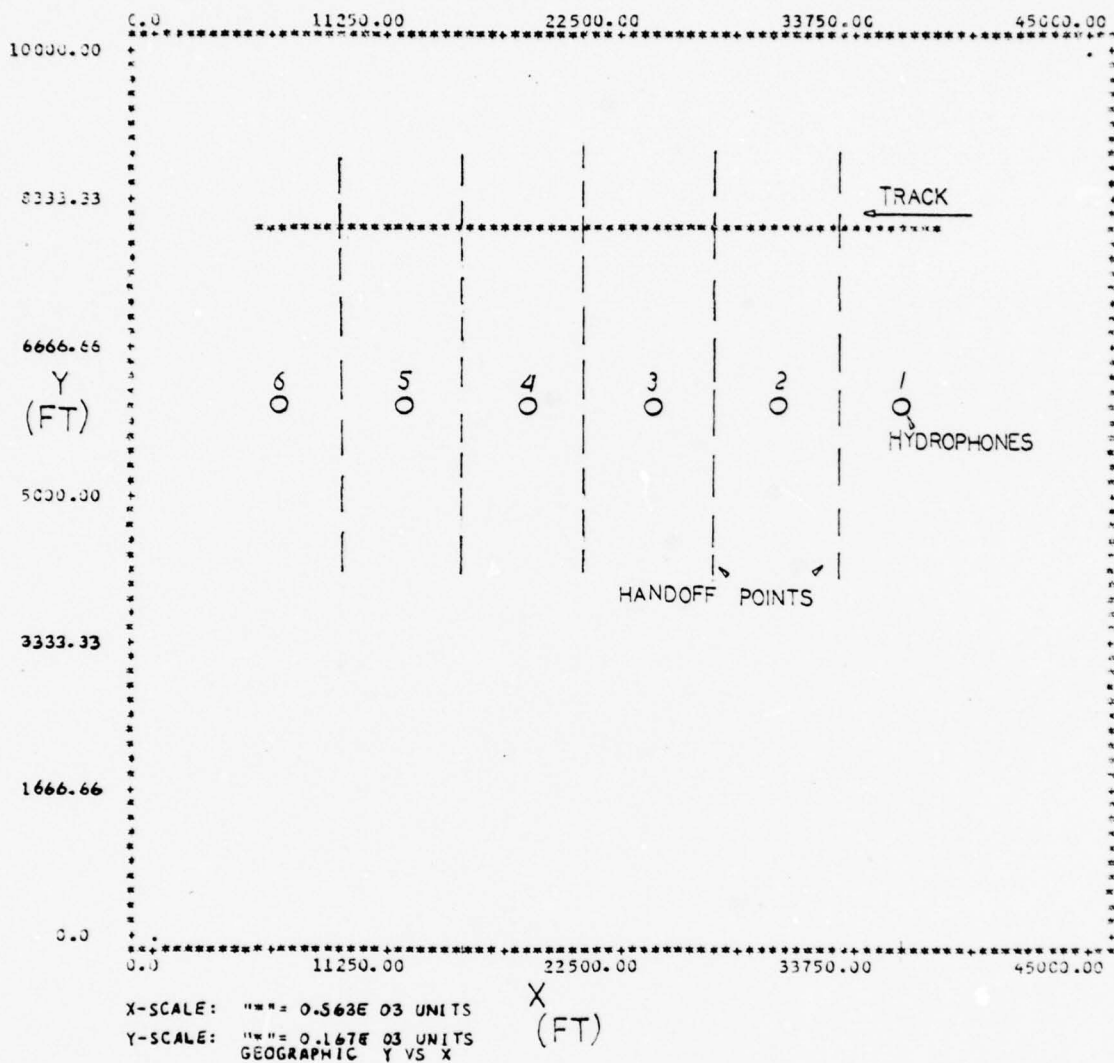 0.0 11250.00 22500.00 33750.00 45000.00
10000.00
8333.33
TRACK
6666.66
Y
(FT)
6 5 4 3 2 1
HYDROPHONES
5000.00
HANDOFF POINTS
3333.33
1666.66
0.0
0.0 11250.00 22500.00 33750.00 45000.00
X
(FT)
X-SCALE: "*"= 0.563E 03 UNITS
Y-SCALE: "*"= 0.167E 03 UNITS
GEOGRAPHIC Y VS X